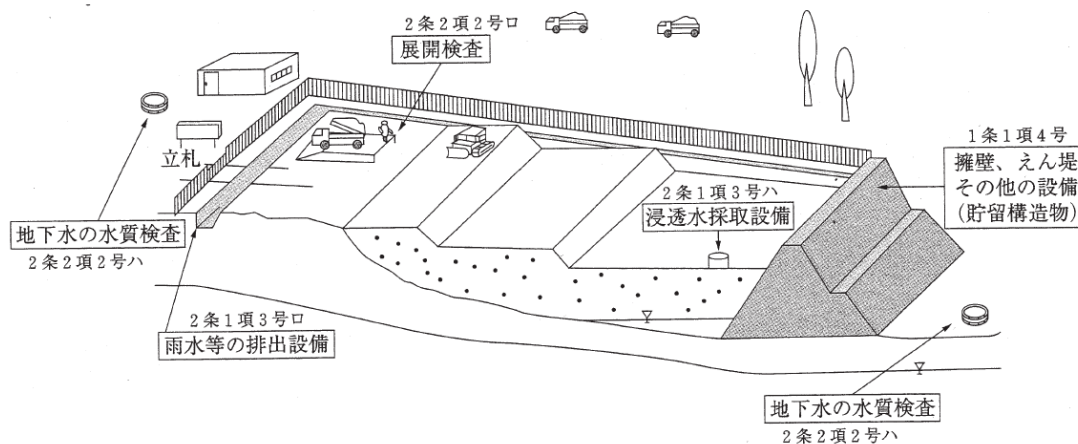 2条2項2号ロ
展開検査
1条1項4号
擁壁、えん堤
その他の設備
(貯留構造物)
立札
2条1項3号ハ
浸透水採取設備
地下水の水質検査
2条2項2号ハ
2条1項3号ロ
雨水等の排出設備
地下水の水質検査
2条2項2号ハ